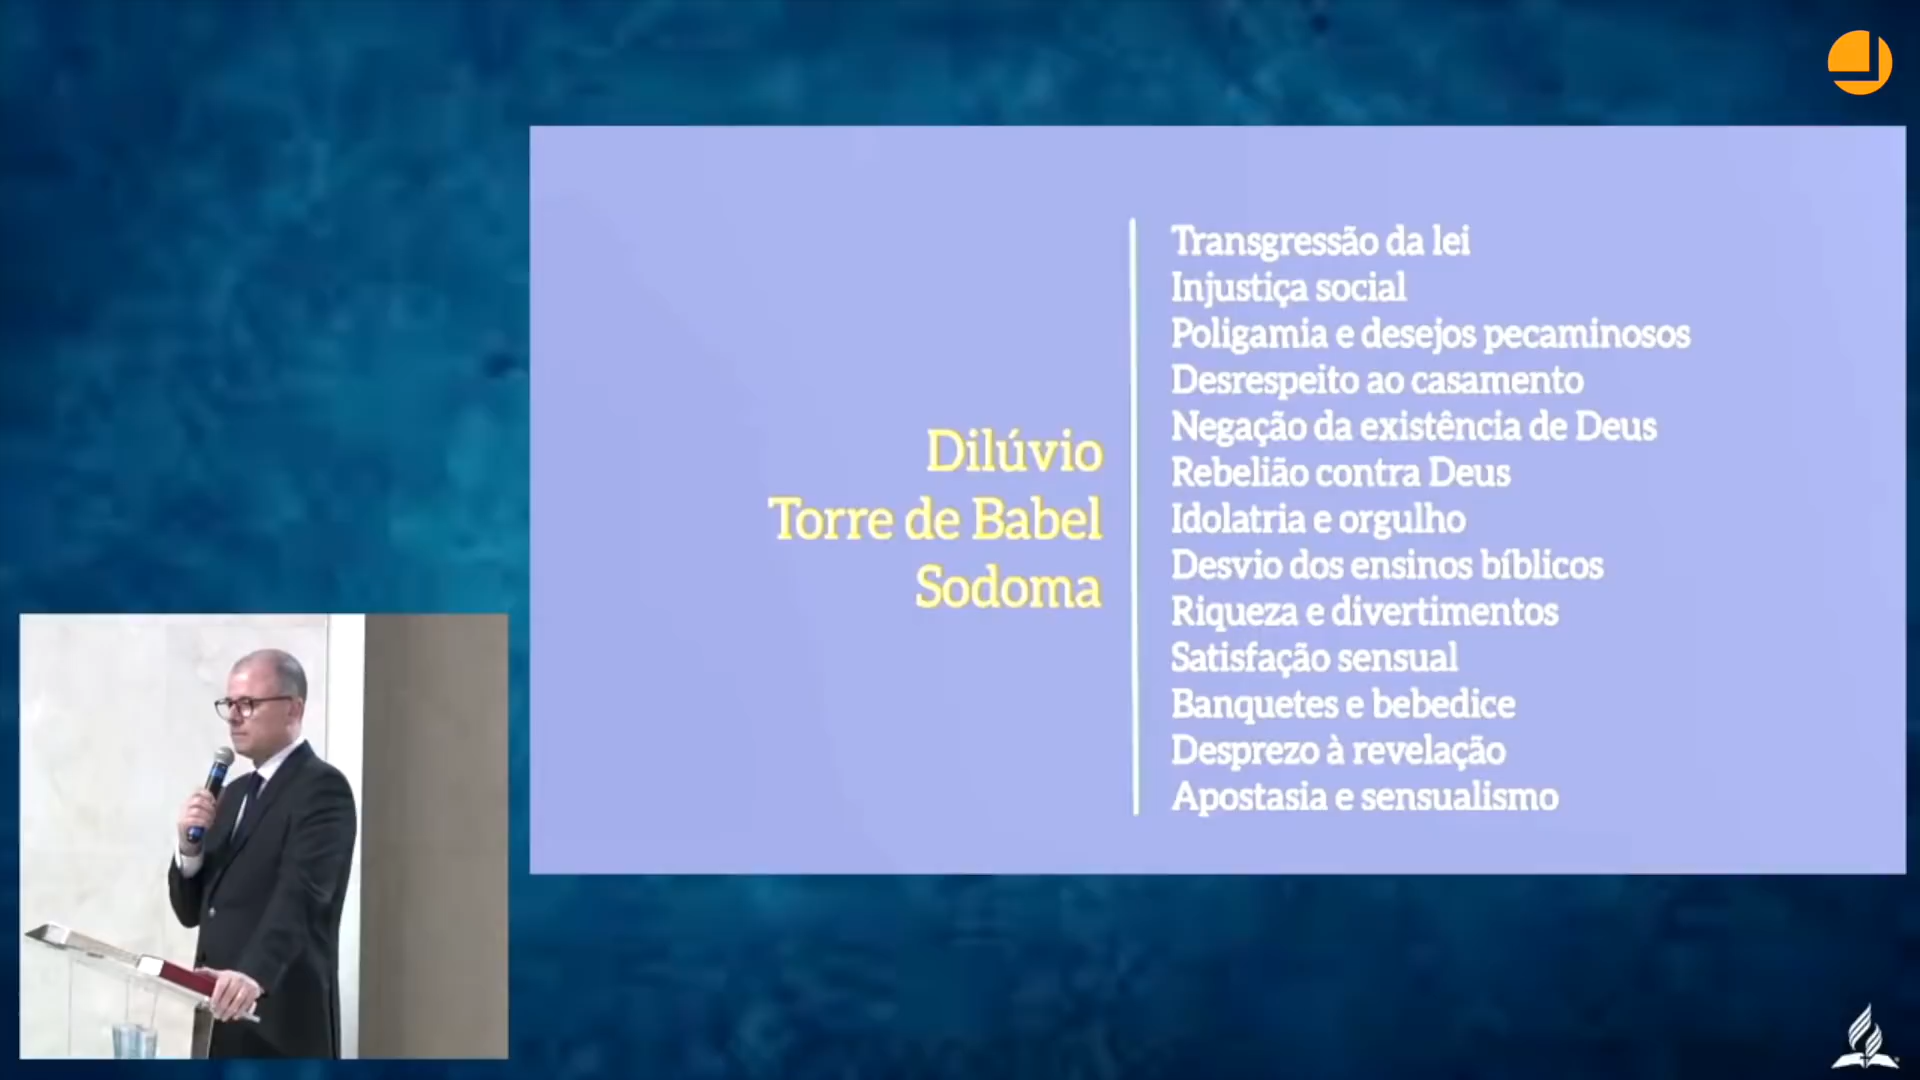 Dilúvio
Torre de Babel
Sodoma
Transgressão da lei
Injustiça social
Poligamia e desejos pecaminosos
Desrespeito ao casamento
Negação da existência de Deus
Rebelião contra Deus
Idolatria e orgulho
Desvio dos ensinos bíblicos
Riqueza e divertimentos
Satisfação sensual
Banquetes e bebedice
Desprezo à revelação
Apostasia e sensualismo